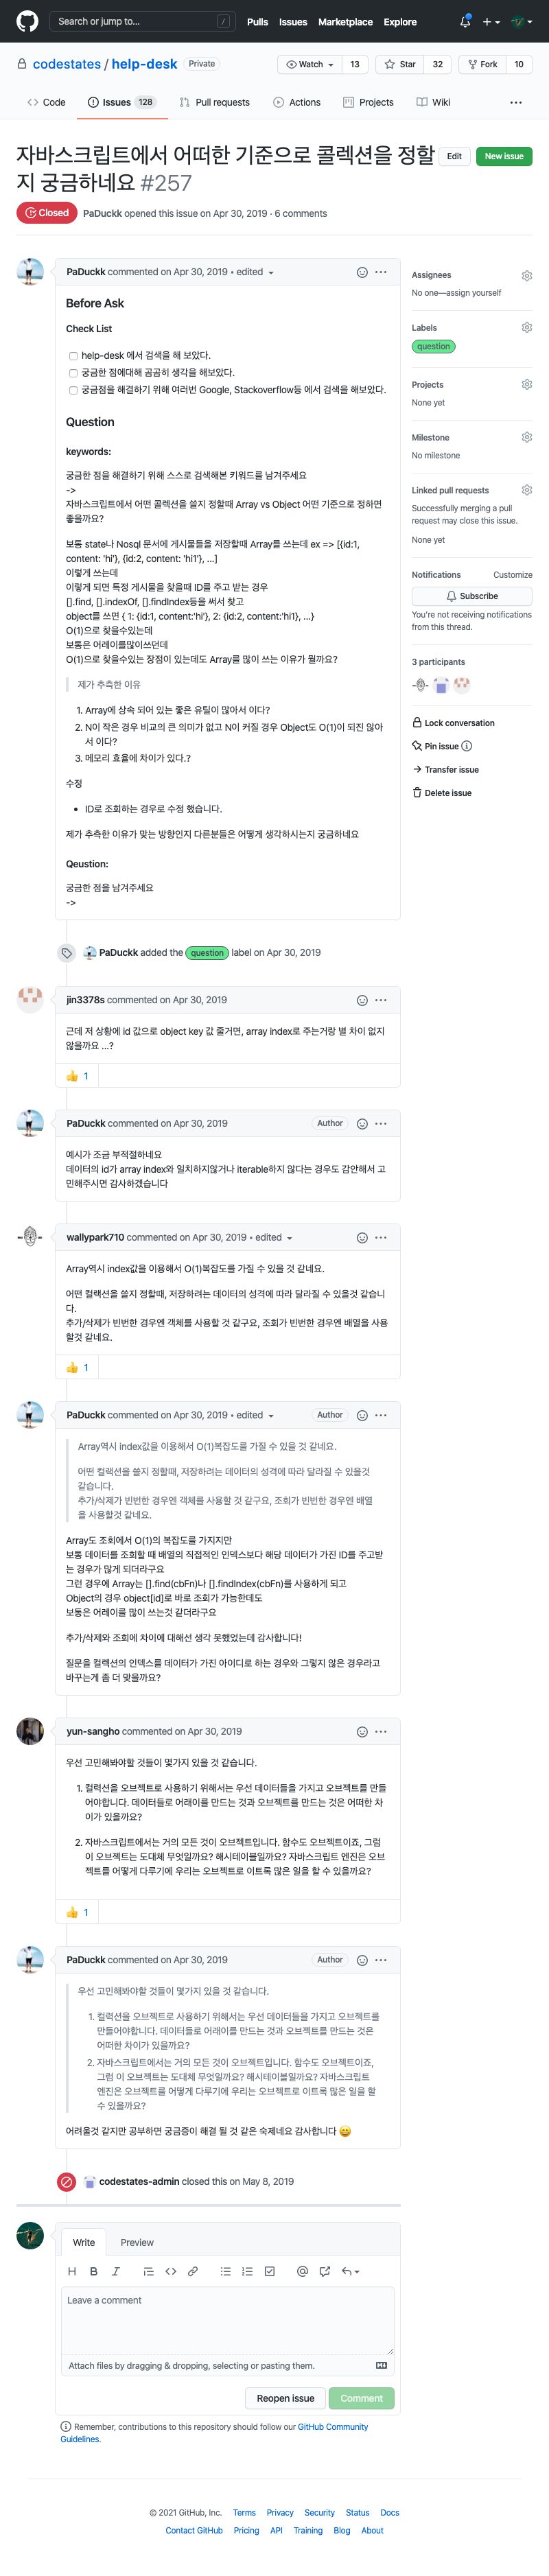 Search or jump to... /
Pulls Issues Marketplace Explore
codestates / help-desk Private
Watch 13 Star 32 Fork 10
Code Issues 128 Pull requests Actions Projects Wiki
자바스크립트에서 어떠한 기준으로 콜렉션을 정할
지 궁금하네요 #257
Edit New issue
Closed PaDuckk opened this issue on Apr 30, 2019 · 6 comments
PaDuckk commented on Apr 30, 2019 • edited
Before Ask
Check List
help-desk 에서 검색을 해 보았다.
궁금한 점에대해 곰곰히 생각을 해보았다.
궁금점을 해결하기 위해 여러번 Google, Stackoverflow등 에서 검색을 해보았다.
Question
keywords:
궁금한 점을 해결하기 위해 스스로 검색해본 키워드를 남겨주세요
->
자바스크립트에서 어떤 콜렉션을 쓸지 정할때 Array vs Object 어떤 기준으로 정하면
좋을까요?
보통 state나 Nosql 문서에 게시물들을 저장할때 Array를 쓰는데 ex => [{id:1,
content: 'hi'}, {id:2, content: 'hi1'}, ...]
이렇게 쓰는데
이렇게 되면 특정 게시물을 찾을때 ID를 주고 받는 경우
[].find, [].indexOf, [].findIndex등을 써서 찾고
object를 쓰면 { 1: {id:1, content:'hi'}, 2: {id:2, content:'hi1}, ...}
O(1)으로 찾을수있는데
보통은 어레이를많이쓰던데
O(1)으로 찾을수있는 장점이 있는데도 Array를 많이 쓰는 이유가 뭘까요?
제가 추측한 이유
1. Array에 상속 되어 있는 좋은 유틸이 많아서 이다?
2. N이 작은 경우 비교의 큰 의미가 없고 N이 커질 경우 Object도 O(1)이 되진 않아
서 이다?
3. 메모리 효율에 차이가 있다.?
수정
• ID로 조회하는 경우로 수정 했습니다.
제가 추측한 이유가 맞는 방향인지 다른분들은 어떻게 생각하시는지 궁금하네요
Qeustion:
궁금한 점을 남겨주세요
->
Assignees
No one—assign yourself
Labels
question
Projects
None yet
Milestone
No milestone
Linked pull requests
Successfully merging a pull
request may close this issue.
None yet
Notifications Customize
Subscribe
You're not receiving notifications
from this thread.
3 participants
Lock conversation
Pin issue
Transfer issue
Delete issue
PaDuckk added the question label on Apr 30, 2019
jin3378s commented on Apr 30, 2019
근데 저 상황에 id 값으로 object key 값 줄거면, array index로 주는거랑 별 차이 없지
않을까요 ...?
👍 1
PaDuckk commented on Apr 30, 2019 Author
예시가 조금 부적절하네요
데이터의 id가 array index와 일치하지않거나 iterable하지 않다는 경우도 감안해서 고
민해주시면 감사하겠습니다
wallypark710 commented on Apr 30, 2019 • edited
Array역시 index값을 이용해서 O(1)복잡도를 가질 수 있을 것 같네요.
어떤 컬랙션을 쓸지 정할때, 저장하려는 데이터의 성격에 따라 달라질 수 있을것 같습니
다.
추가/삭제가 빈번한 경우엔 객체를 사용할 것 같구요, 조회가 빈번한 경우엔 배열을 사용
할것 같네요.
👍 1
PaDuckk commented on Apr 30, 2019 • edited Author
Array역시 index값을 이용해서 O(1)복잡도를 가질 수 있을 것 같네요.
어떤 컬랙션을 쓸지 정할때, 저장하려는 데이터의 성격에 따라 달라질 수 있을것
같습니다.
추가/삭제가 빈번한 경우엔 객체를 사용할 것 같구요, 조회가 빈번한 경우엔 배열
을 사용할것 같네요.
Array도 조회에서 O(1)의 복잡도를 가지지만
보통 데이터를 조회할 때 배열의 직접적인 인덱스보다 해당 데이터가 가진 ID를 주고받
는 경우가 많게 되더라구요
그런 경우에 Array는 [].find(cbFn)나 [].findIndex(cbFn)를 사용하게 되고
Object의 경우 object[id]로 바로 조회가 가능한데도
보통은 어레이를 많이 쓰는것 같더라구요
추가/삭제와 조회에 차이에 대해선 생각 못했었는데 감사합니다!
질문을 컬렉션의 인덱스를 데이터가 가진 아이디로 하는 경우와 그렇지 않은 경우라고
바꾸는게 좀 더 맞을까요?
yun-sangho commented on Apr 30, 2019
우선 고민해봐야할 것들이 몇가지 있을 것 같습니다.
1. 컬력션을 오브젝트로 사용하기 위해서는 우선 데이터들을 가지고 오브젝트를 만들
어야합니다. 데이터들로 어래이를 만드는 것과 오브젝트를 만드는 것은 어떠한 차
이가 있을까요?
2. 자바스크립트에서는 거의 모든 것이 오브젝트입니다. 함수도 오브젝트이죠, 그럼
이 오브젝트는 도대체 무엇일까요? 해시테이블일까요? 자바스크립트 엔진은 오브
젝트를 어떻게 다루기에 우리는 오브젝트로 이트록 많은 일을 할 수 있을까요?
👍 1
PaDuckk commented on Apr 30, 2019 Author
우선 고민해봐야할 것들이 몇가지 있을 것 같습니다.
1. 컬력션을 오브젝트로 사용하기 위해서는 우선 데이터들을 가지고 오브젝트를
만들어야합니다. 데이터들로 어래이를 만드는 것과 오브젝트를 만드는 것은
어떠한 차이가 있을까요?
2. 자바스크립트에서는 거의 모든 것이 오브젝트입니다. 함수도 오브젝트이죠,
그럼 이 오브젝트는 도대체 무엇일까요? 해시테이블일까요? 자바스크립트
엔진은 오브젝트를 어떻게 다루기에 우리는 오브젝트로 이트록 많은 일을 할
수 있을까요?
어려울것 같지만 공부하면 궁금증이 해결 될 것 같은 숙제네요 감사합니다 😄
codestates-admin closed this on May 8, 2019
Write Preview
Leave a comment
Attach files by dragging & dropping, selecting or pasting them.
Reopen issue Comment
Remember, contributions to this repository should follow our GitHub Community
Guidelines.
© 2021 GitHub, Inc. Terms Privacy Security Status Docs
Contact GitHub Pricing API Training Blog About